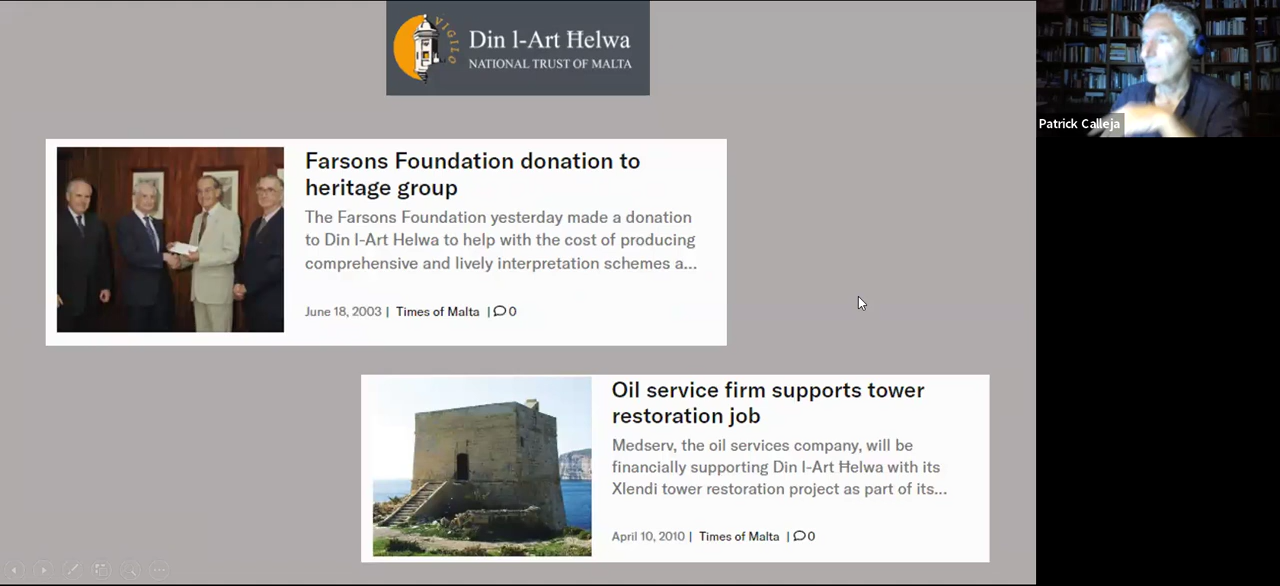 VIGILO
Din l-Art Ħelwa
NATIONAL TRUST OF MALTA
Patrick Calleja
Farsons Foundation donation to
heritage group
The Farsons Foundation yesterday made a donation
to Din l-Art Helwa to help with the cost of producing
comprehensive and lively interpretation schemes a...
June 18, 2003 | Times of Malta | 0
Oil service firm supports tower
restoration job
Medserv, the oil services company, will be
financially supporting Din l-Art Ħelwa with its
Xlendi tower restoration project as part of its...
April 10, 2010 | Times of Malta | 0